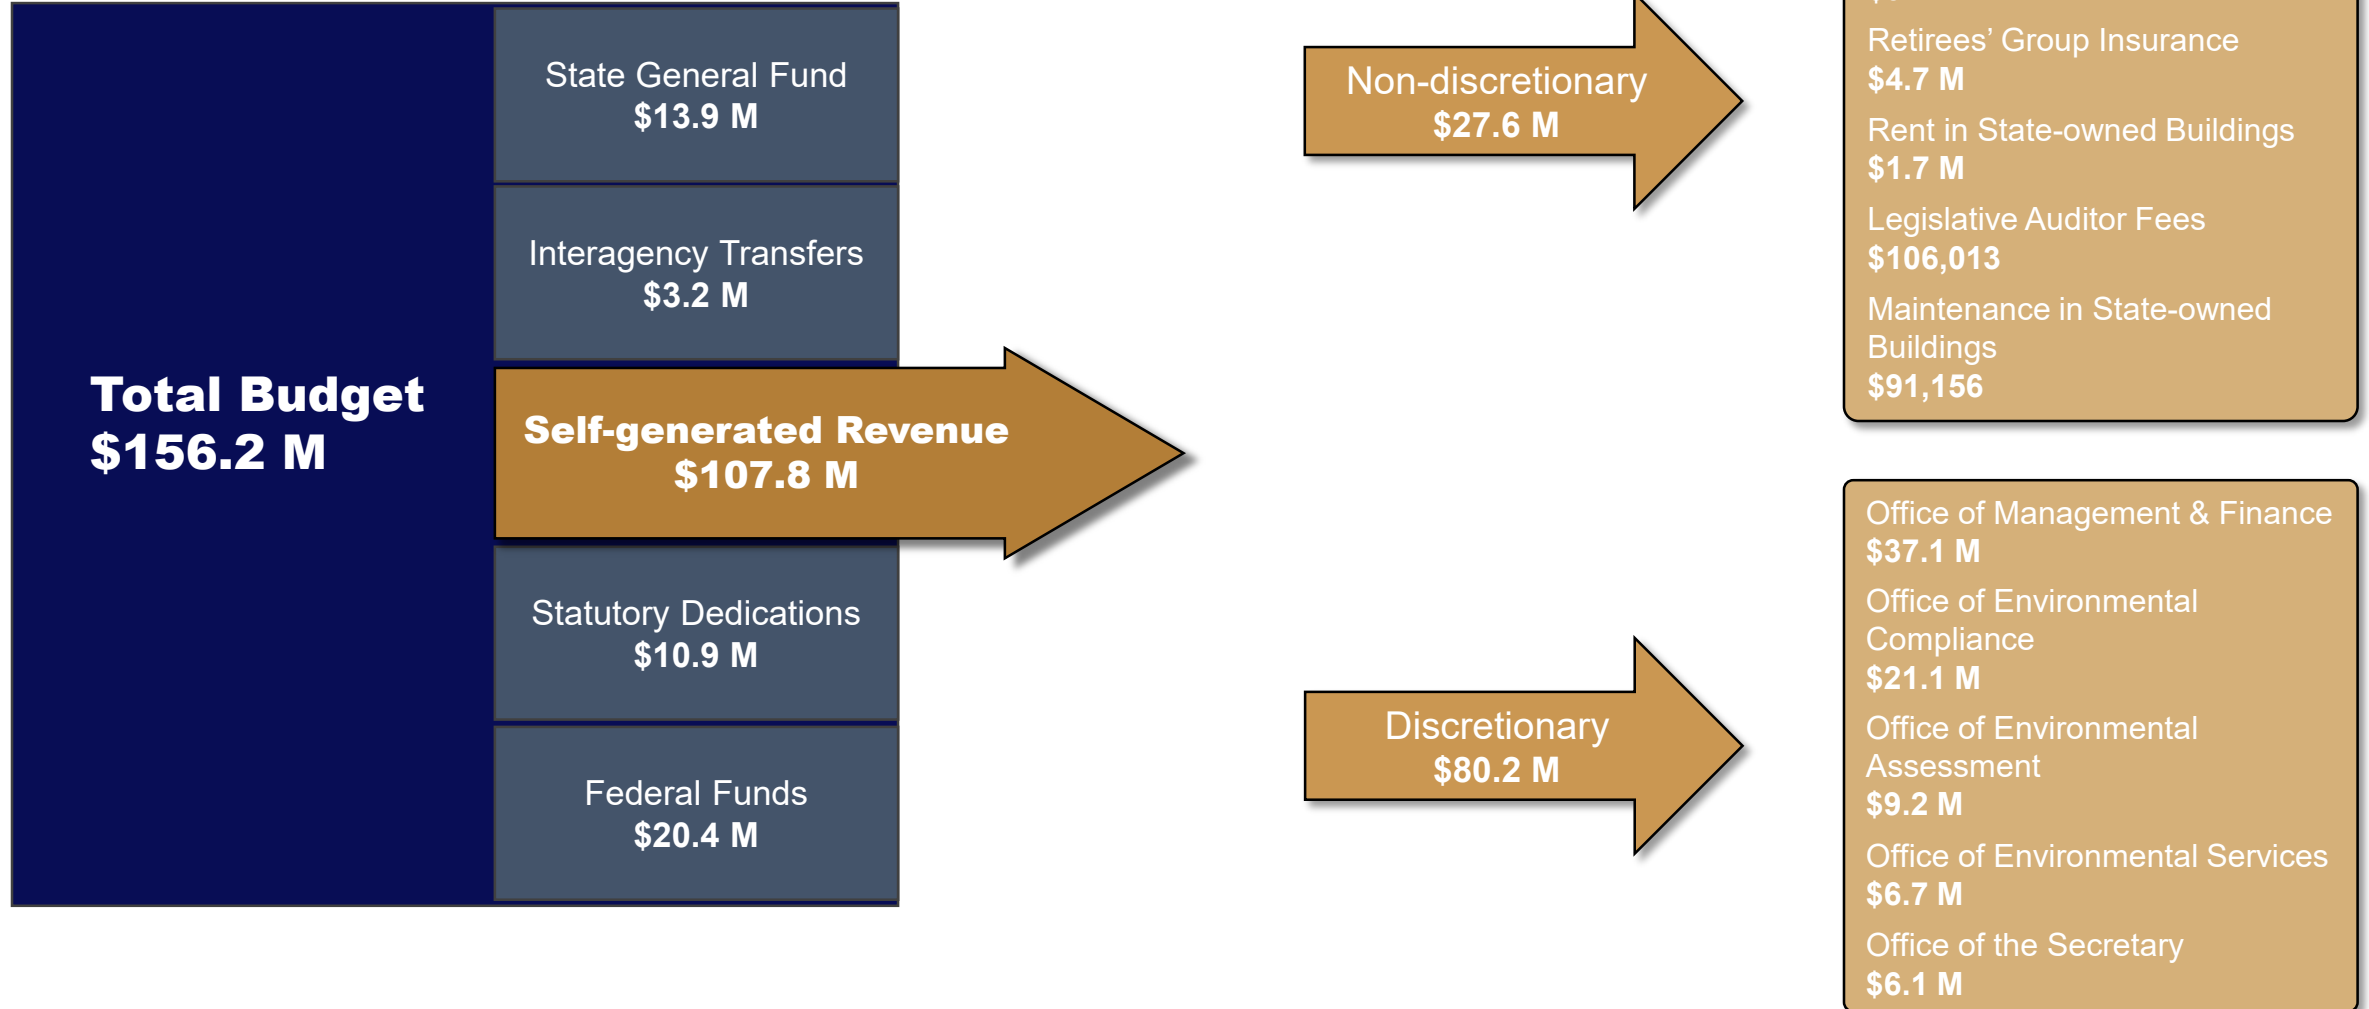 State General Fund
$13.9 M
Interagency Transfers
$3.2 M
Total Budget
$156.2 M
Self-generated Revenue
$107.8 M
Statutory Dedications
$10.9 M
Federal Funds
$20.4 M
Non-discretionary
$27.6 M
Discretionary
$80.2 M
Retirees’ Group Insurance
$4.7 M
Rent in State-owned Buildings
$1.7 M
Legislative Auditor Fees
$106,013
Maintenance in State-owned
Buildings
$91,156
Office of Management & Finance
$37.1 M
Office of Environmental
Compliance
$21.1 M
Office of Environmental
Assessment
$9.2 M
Office of Environmental Services
$6.7 M
Office of the Secretary
$6.1 M